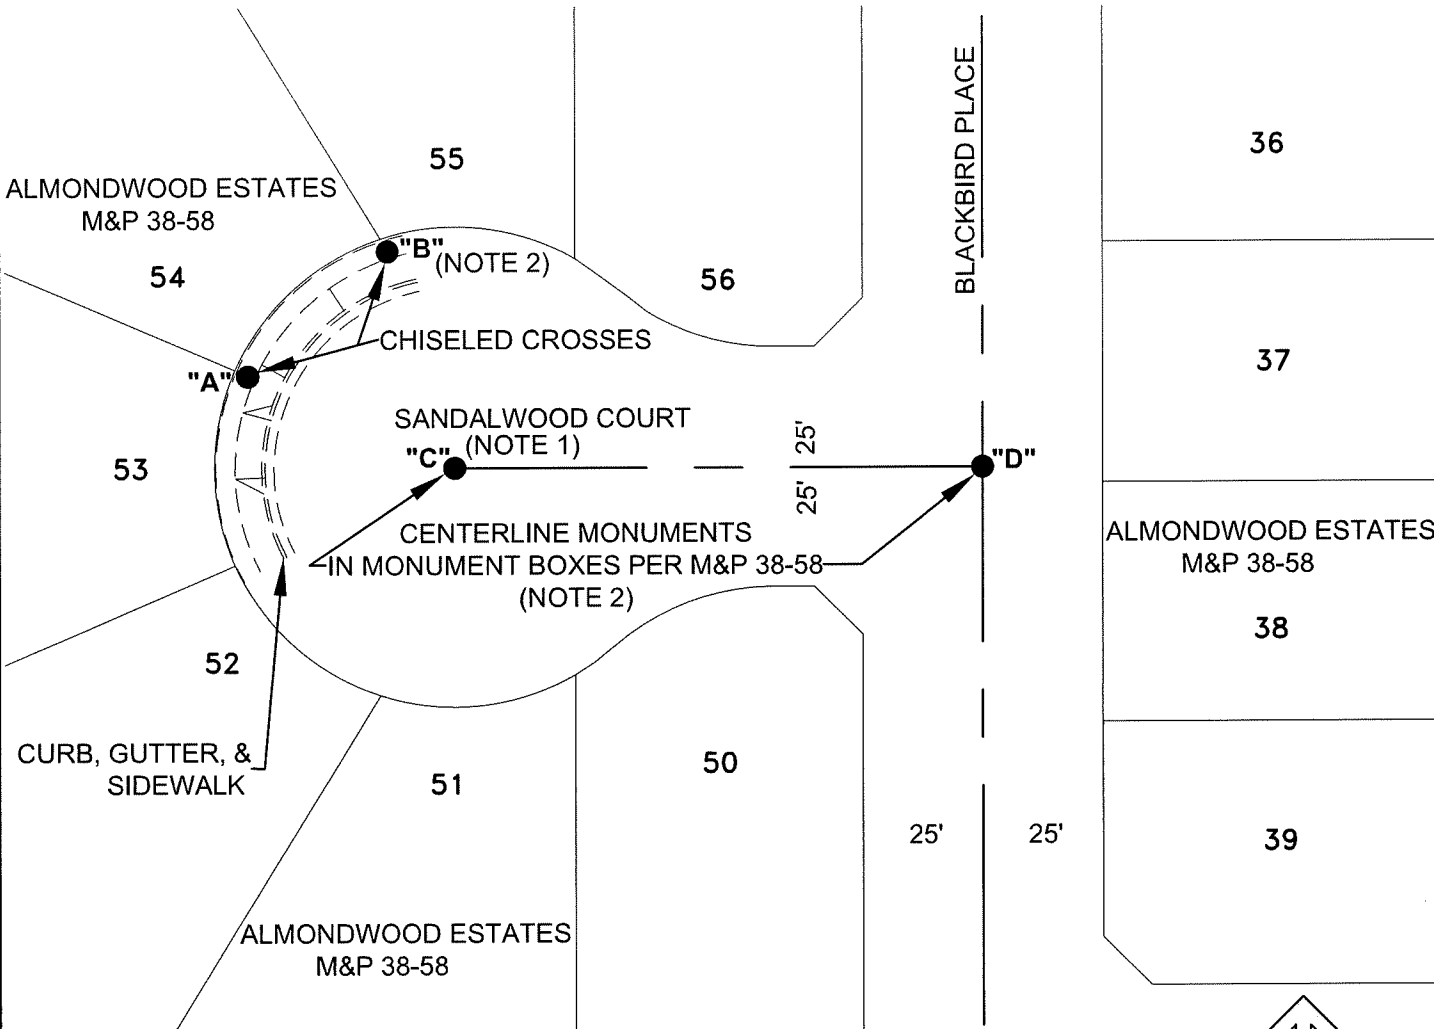 BLACKBIRD PLACE
36
55
ALMONDWOOD ESTATES
M&P 38-58
54
"B"
(NOTE 2)
56
CHISELED CROSSES
37
"A"
SANDALWOOD COURT
(NOTE 1)
"C"
25'
25'
"D"
53
CENTERLINE MONUMENTS
IN MONUMENT BOXES PER M&P 38-58
(NOTE 2)
ALMONDWOOD ESTATES
M&P 38-58
38
52
CURB, GUTTER, &
SIDEWALK
51
50
25'
25'
39
ALMONDWOOD ESTATES
M&P 38-58